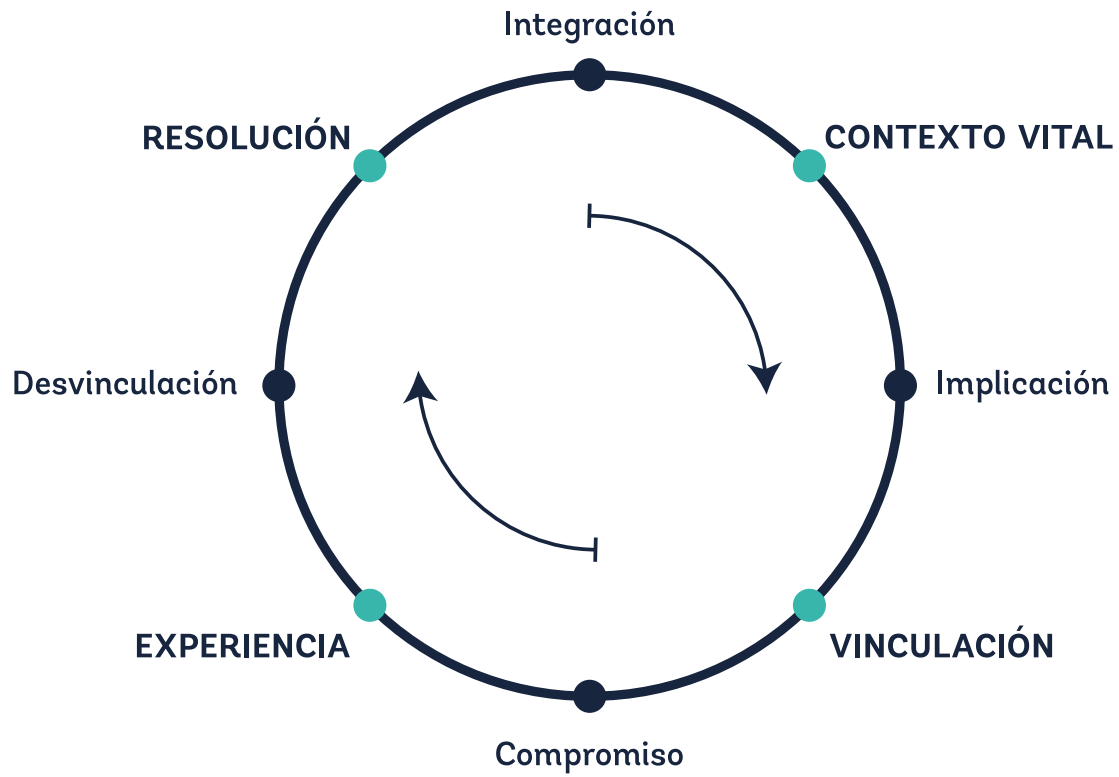 Integración
RESOLUCIÓN
CONTEXTO VITAL
Desvinculación
Implicación
EXPERIENCIA
VINCULACIÓN
Compromiso